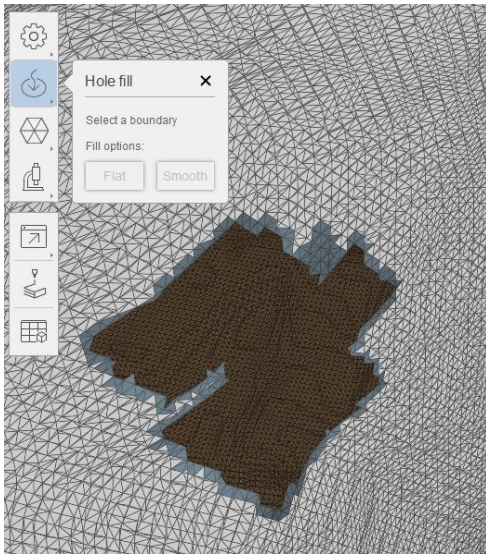 Hole fill
Select a boundary
Fill options:
Flat Smooth